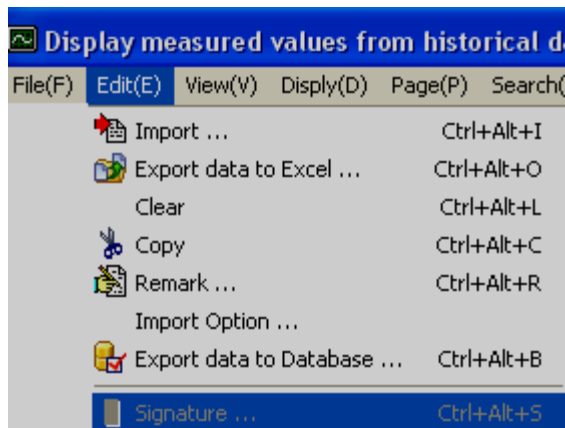 Display measured values from historical d
File(F) Edit(E) View(V) Disply(D) Page(P) Search(
Import ... Ctrl+Alt+I
Export data to Excel ... Ctrl+Alt+O
Clear Ctrl+Alt+L
Copy Ctrl+Alt+C
Remark ... Ctrl+Alt+R
Import Option ...
Export data to Database ... Ctrl+Alt+B
Signature ... Ctrl+Alt+S